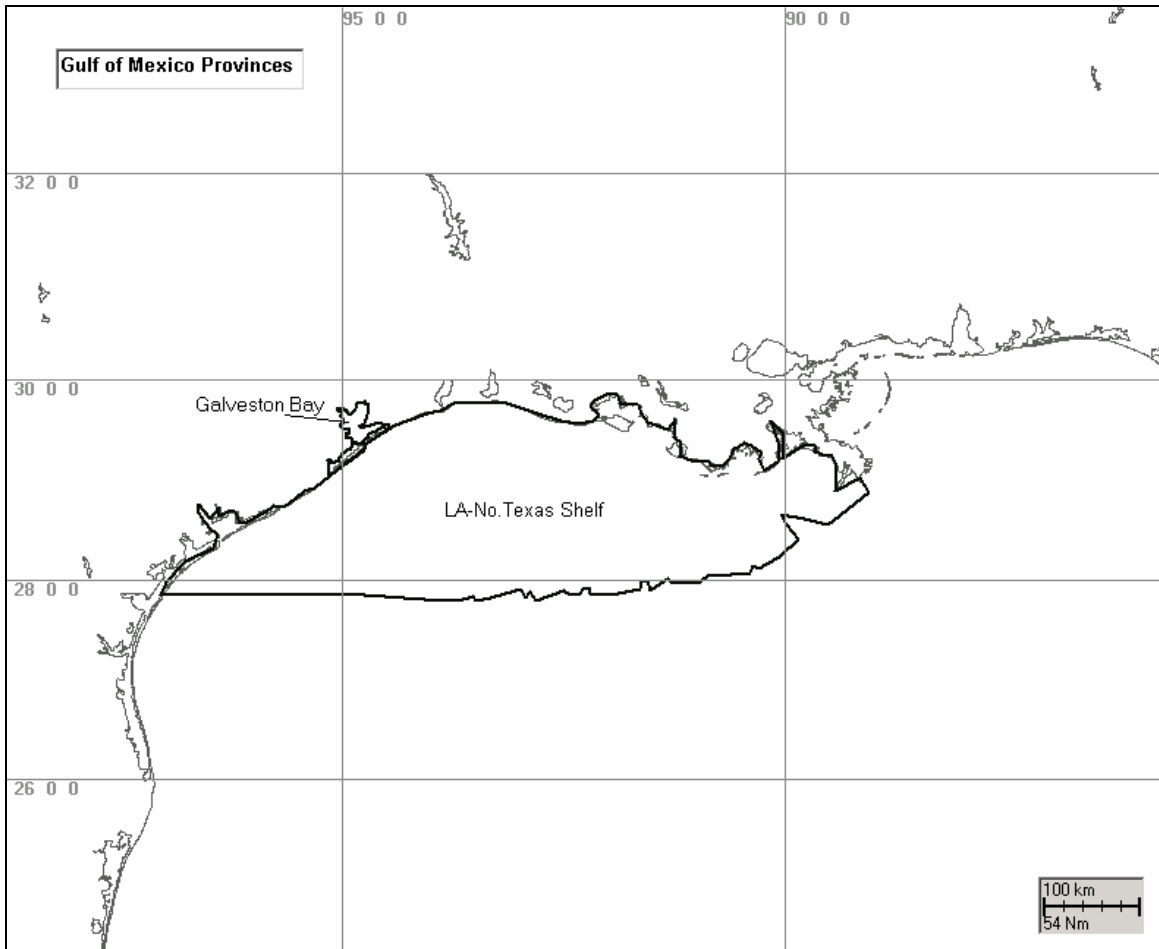 95 0 0
90 0 0
Gulf of Mexico Provinces
32 0 0
30 0 0
Galveston Bay
LA-No.Texas Shelf
28 0 0
26 0 0
100 km
54 Nm